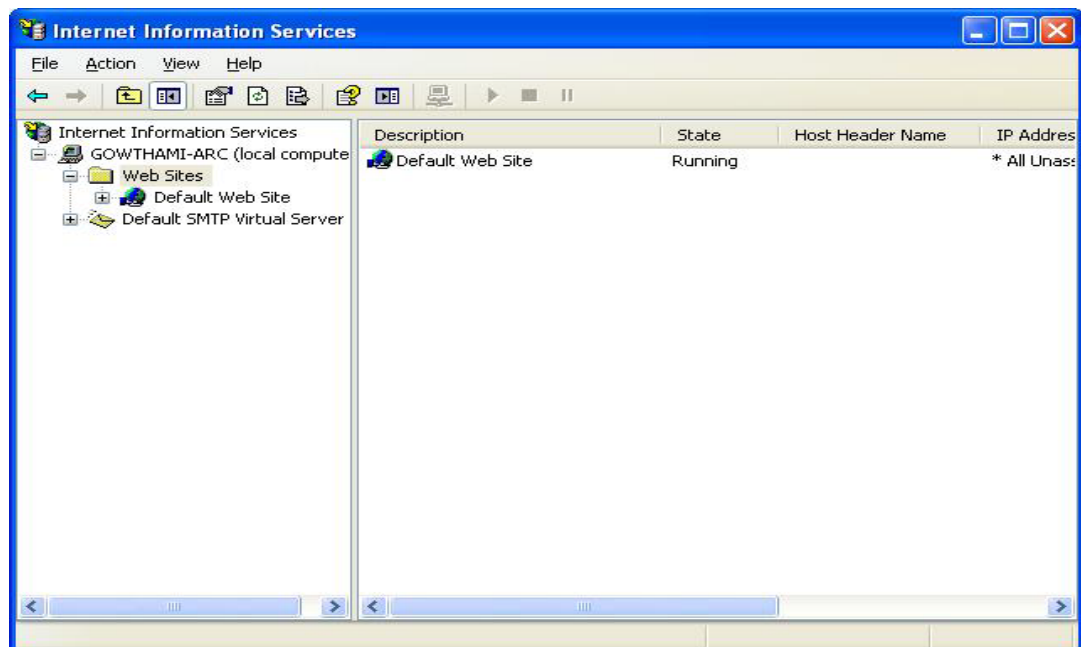 Internet Information Services
File Action View Help
Internet Information Services
GOWTHAMI-ARC (local compute
Web Sites
Default Web Site
Default SMTP Virtual Server
Description State Host Header Name IP Addres
Default Web Site Running * All Unas